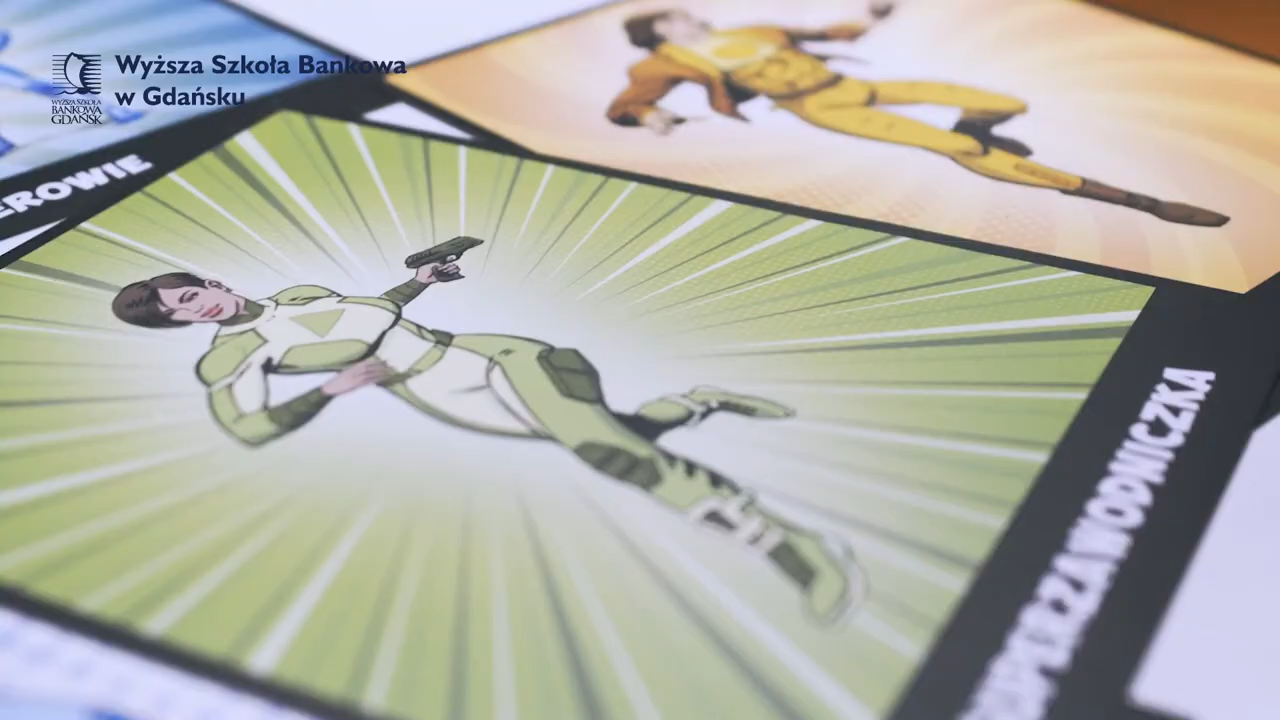 Wyższa Szkoła Bankowa
w Gdańsku
WYŻSZA SZKOŁA
BANKOWA
GDAŃSK
EROWIE
SUPERZAWODNICZKA